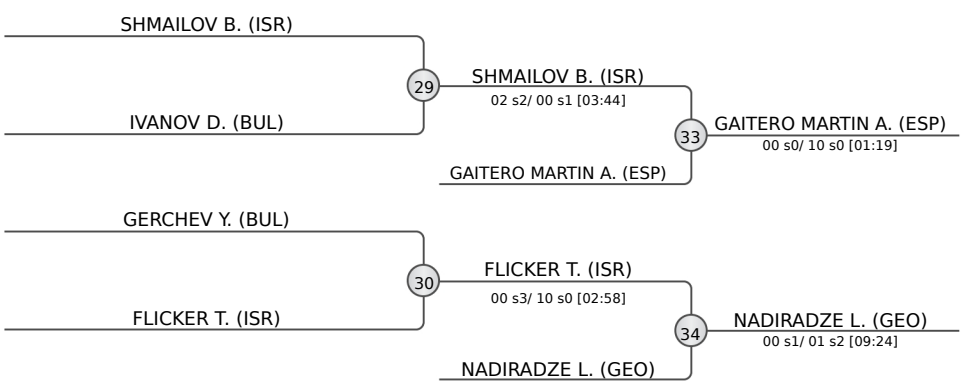 SHMAILOV B. (ISR)
29
SHMAILOV B. (ISR)
02 s2/ 00 s1 [03:44]
IVANOV D. (BUL)
33
GAITERO MARTIN A. (ESP)
00 s0/ 10 s0 [01:19]
GAITERO MARTIN A. (ESP)
GERCHEV Y. (BUL)
30
FLICKER T. (ISR)
00 s3/ 10 s0 [02:58]
FLICKER T. (ISR)
34
NADIRADZE L. (GEO)
00 s1/ 01 s2 [09:24]
NADIRADZE L. (GEO)